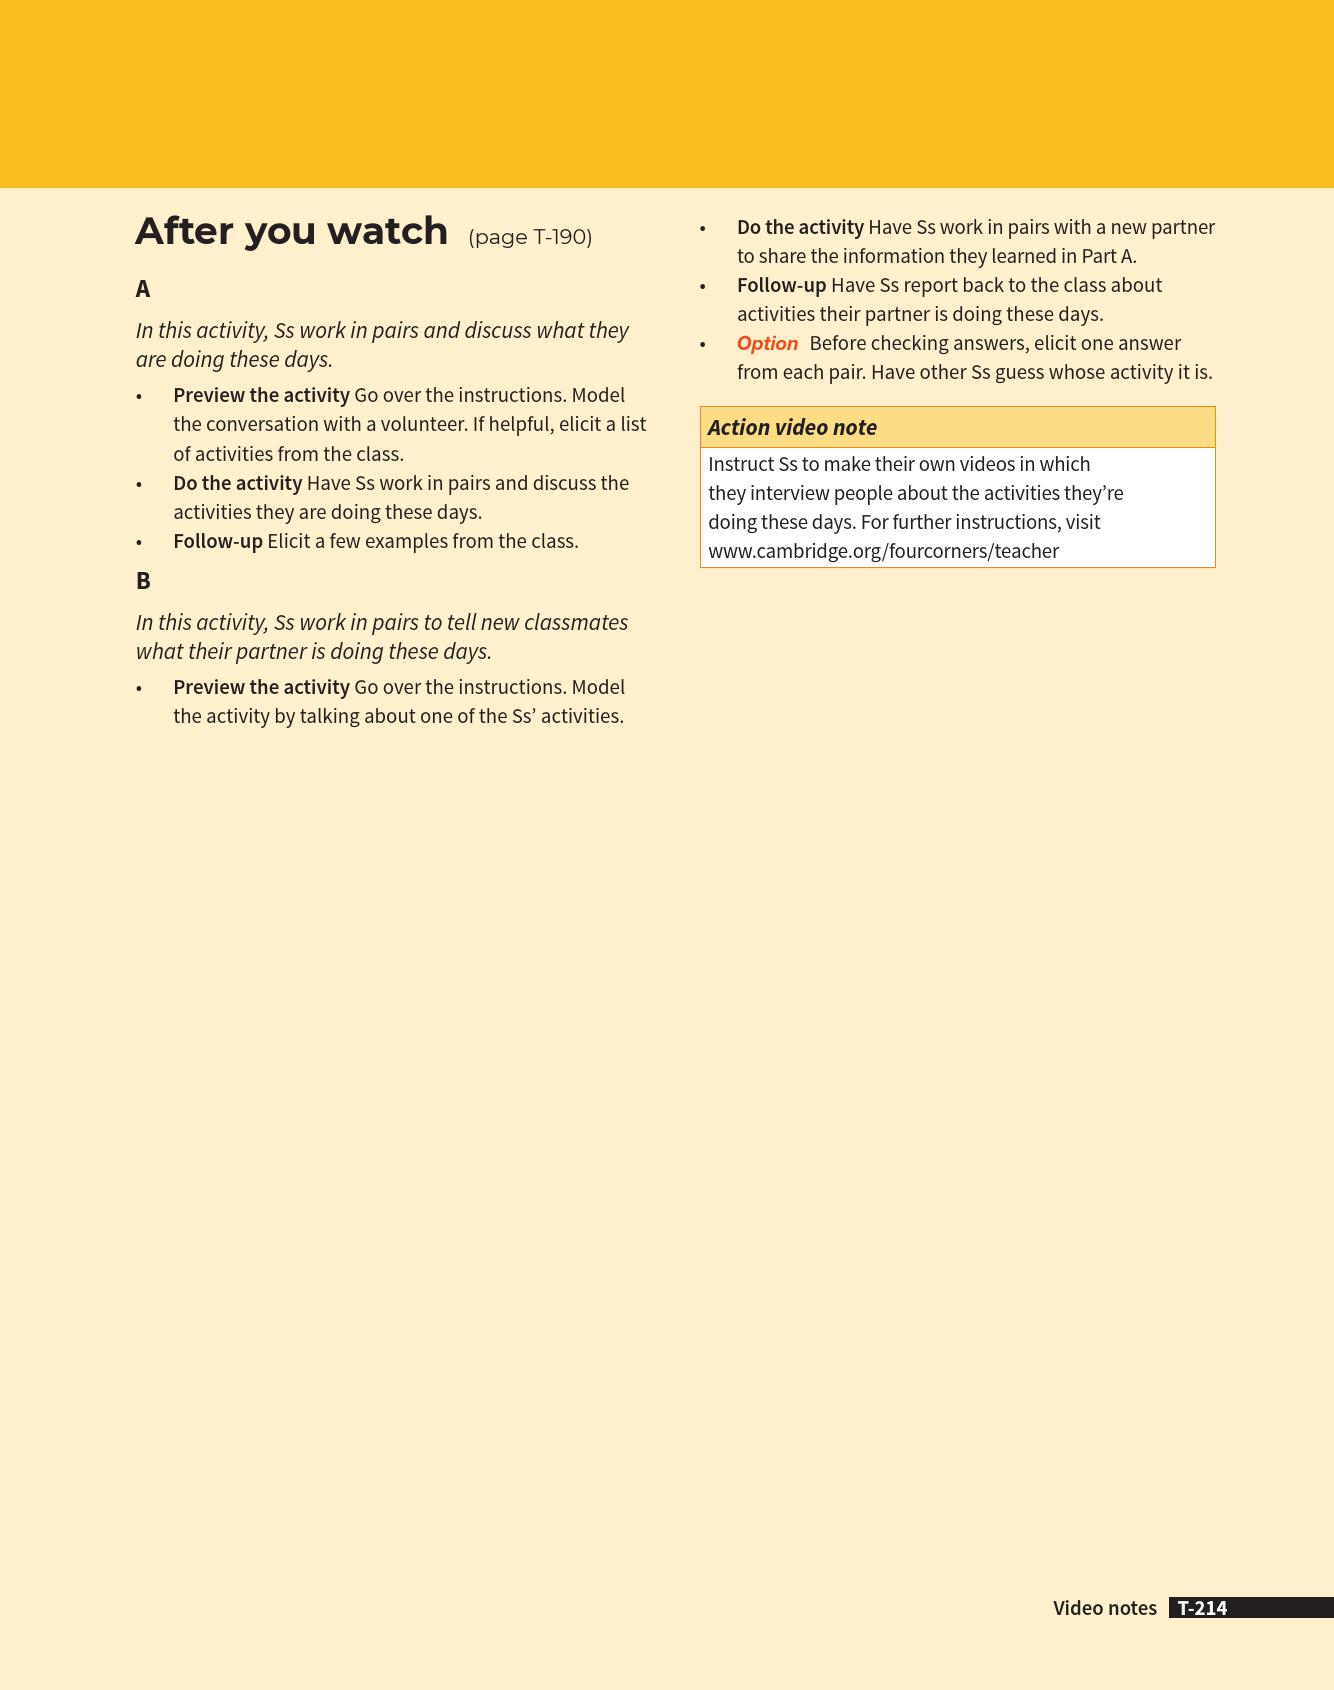 After you watch (page T-190)
A
In this activity, Ss work in pairs and discuss what they
are doing these days.
• Preview the activity Go over the instructions. Model
the conversation with a volunteer. If helpful, elicit a list
of activities from the class.
• Do the activity Have Ss work in pairs and discuss the
activities they are doing these days.
• Follow-up Elicit a few examples from the class.
B
In this activity, Ss work in pairs to tell new classmates
what their partner is doing these days.
• Preview the activity Go over the instructions. Model
the activity by talking about one of the Ss’ activities.
• Do the activity Have Ss work in pairs with a new partner
to share the information they learned in Part A.
• Follow-up Have Ss report back to the class about
activities their partner is doing these days.
• Option Before checking answers, elicit one answer
from each pair. Have other Ss guess whose activity it is.
Action video note
Instruct Ss to make their own videos in which
they interview people about the activities they’re
doing these days. For further instructions, visit
www.cambridge.org/fourcorners/teacher
Video notes T-214